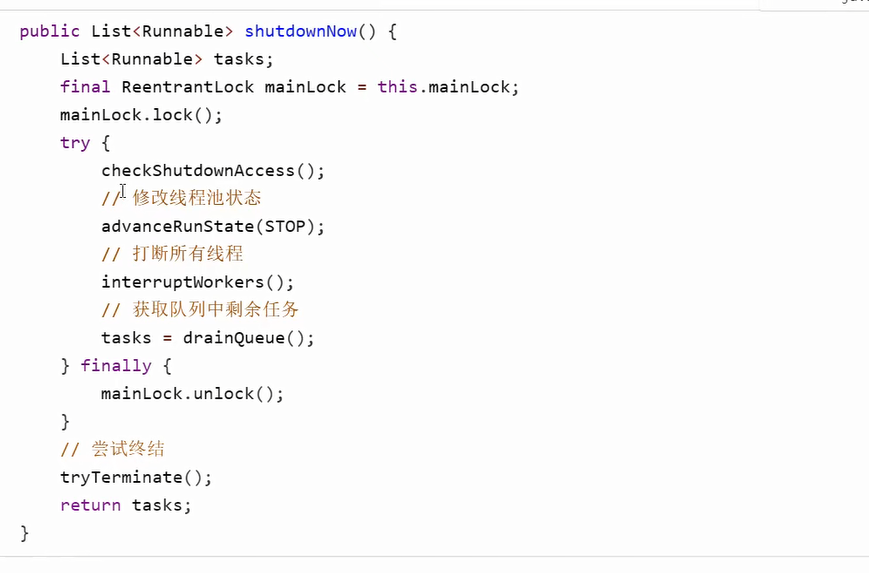 public List<Runnable> shutdownNow() {
    List<Runnable> tasks;
    final ReentrantLock mainLock = this.mainLock;
    mainLock.lock();
    try {
        checkShutdownAccess();
        // 修改线程池状态
        advanceRunState(STOP);
        // 打断所有线程
        interruptWorkers();
        // 获取队列中剩余任务
        tasks = drainQueue();
    } finally {
        mainLock.unlock();
    }
    // 尝试终结
    tryTerminate();
    return tasks;
}